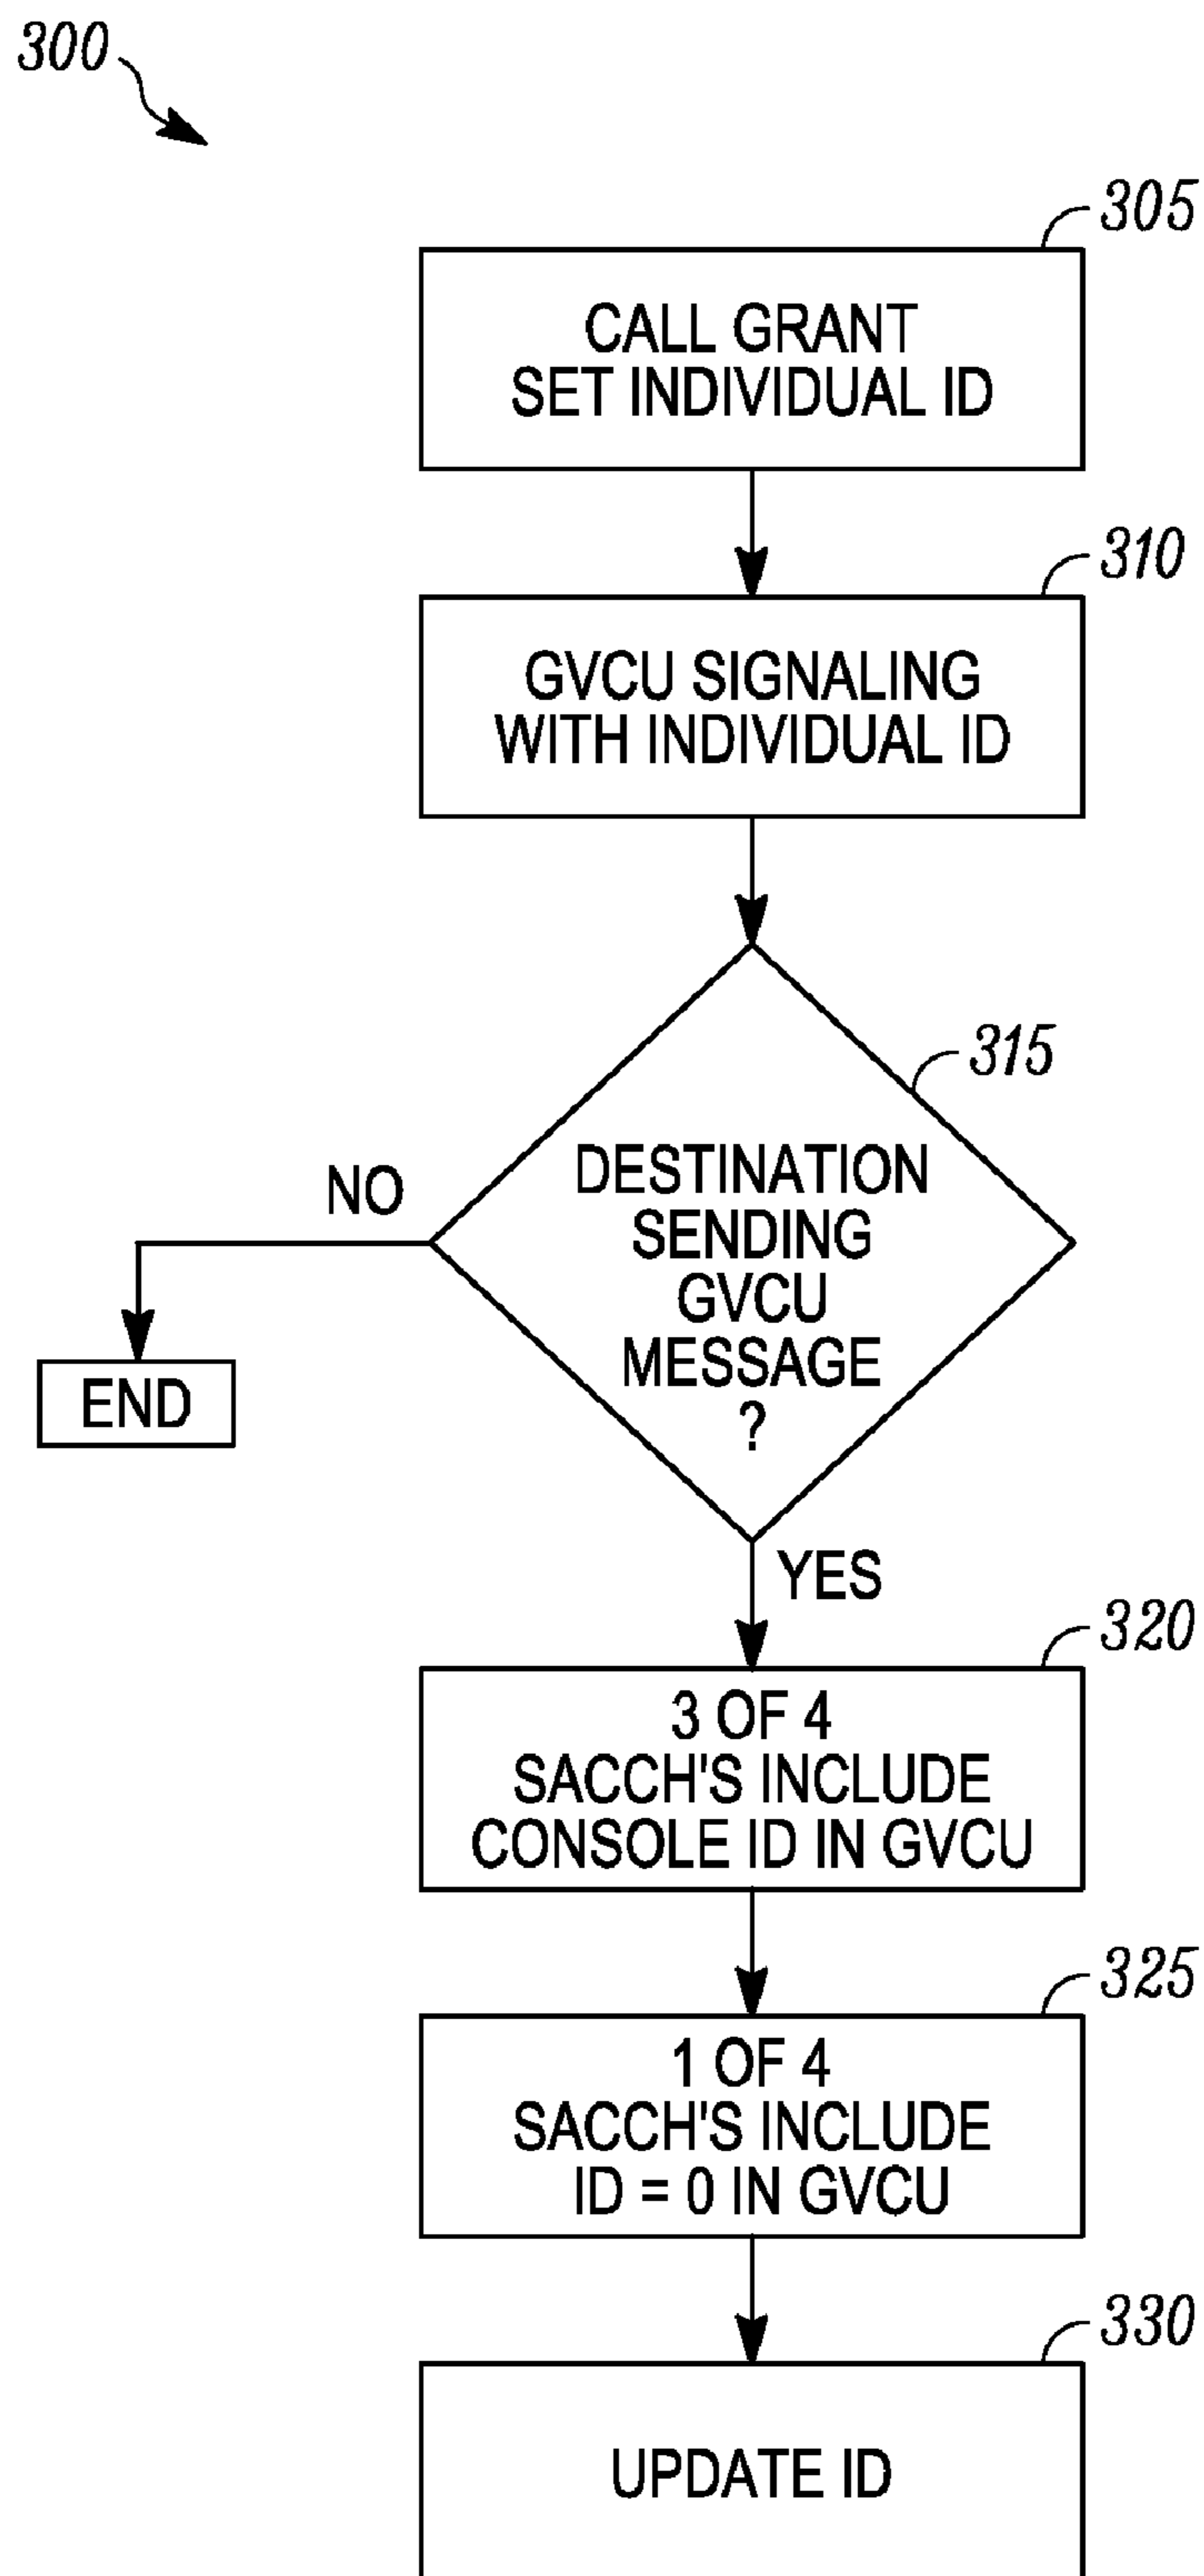 300
305
CALL GRANT
SET INDIVIDUAL ID
310
GVCU SIGNALING
WITH INDIVIDUAL ID
315
DESTINATION
SENDING
GVCU
MESSAGE
?
NO
END
YES
320
3 OF 4
SACCH'S INCLUDE
CONSOLE ID IN GVCU
325
1 OF 4
SACCH'S INCLUDE
ID = 0 IN GVCU
330
UPDATE ID